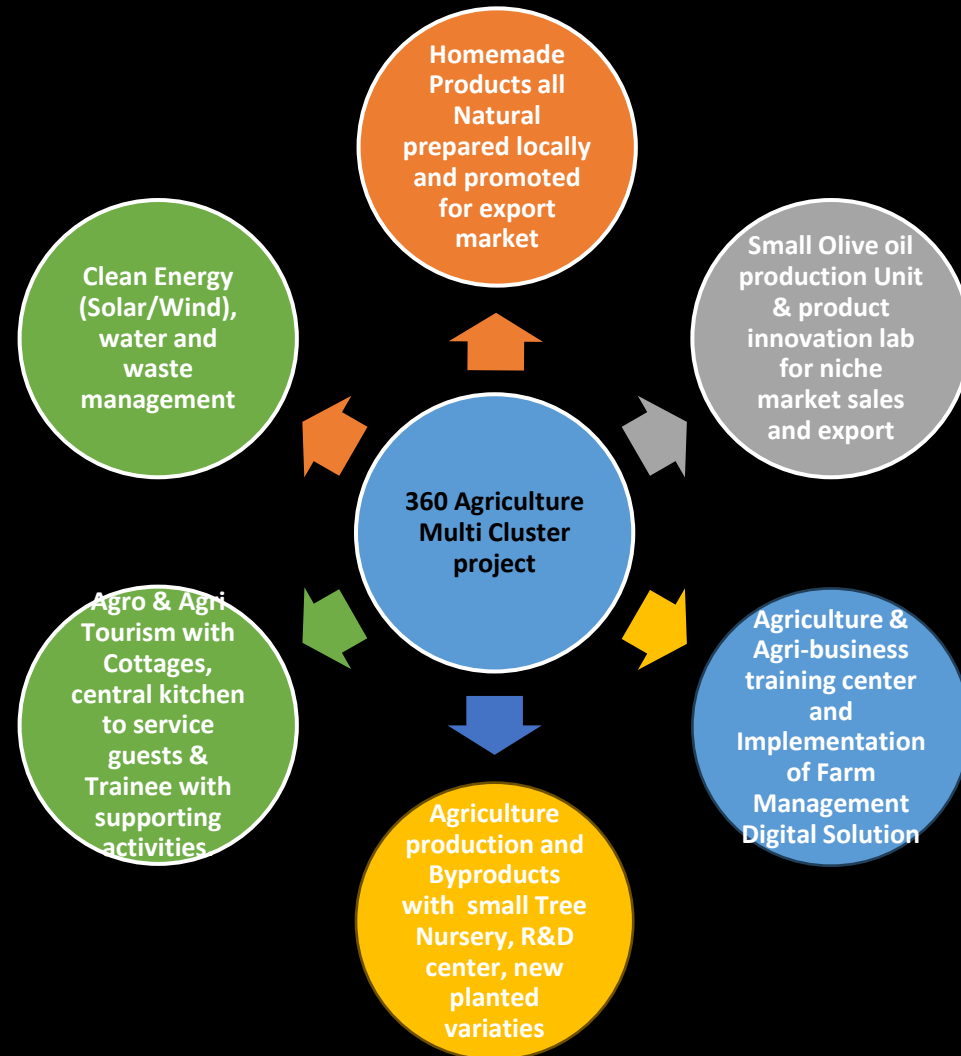 Homemade
Products all
Natural
prepared locally
and promoted
for export
market
Small Olive oil
production Unit
& product
innovation lab
for niche
market sales
and export
Agriculture &
Agri-business
training center
and
Implementation
of Farm
Management
Digital Solution
Agriculture
production and
Byproducts
with small Tree
Nursery, R&D
center, new
planted
variaties
Agro & Agri
Tourism with
Cottages,
central kitchen
to service
guests &
Trainee with
supporting
activities.
Clean Energy
(Solar/Wind),
water and
waste
management
360 Agriculture
Multi Cluster
project